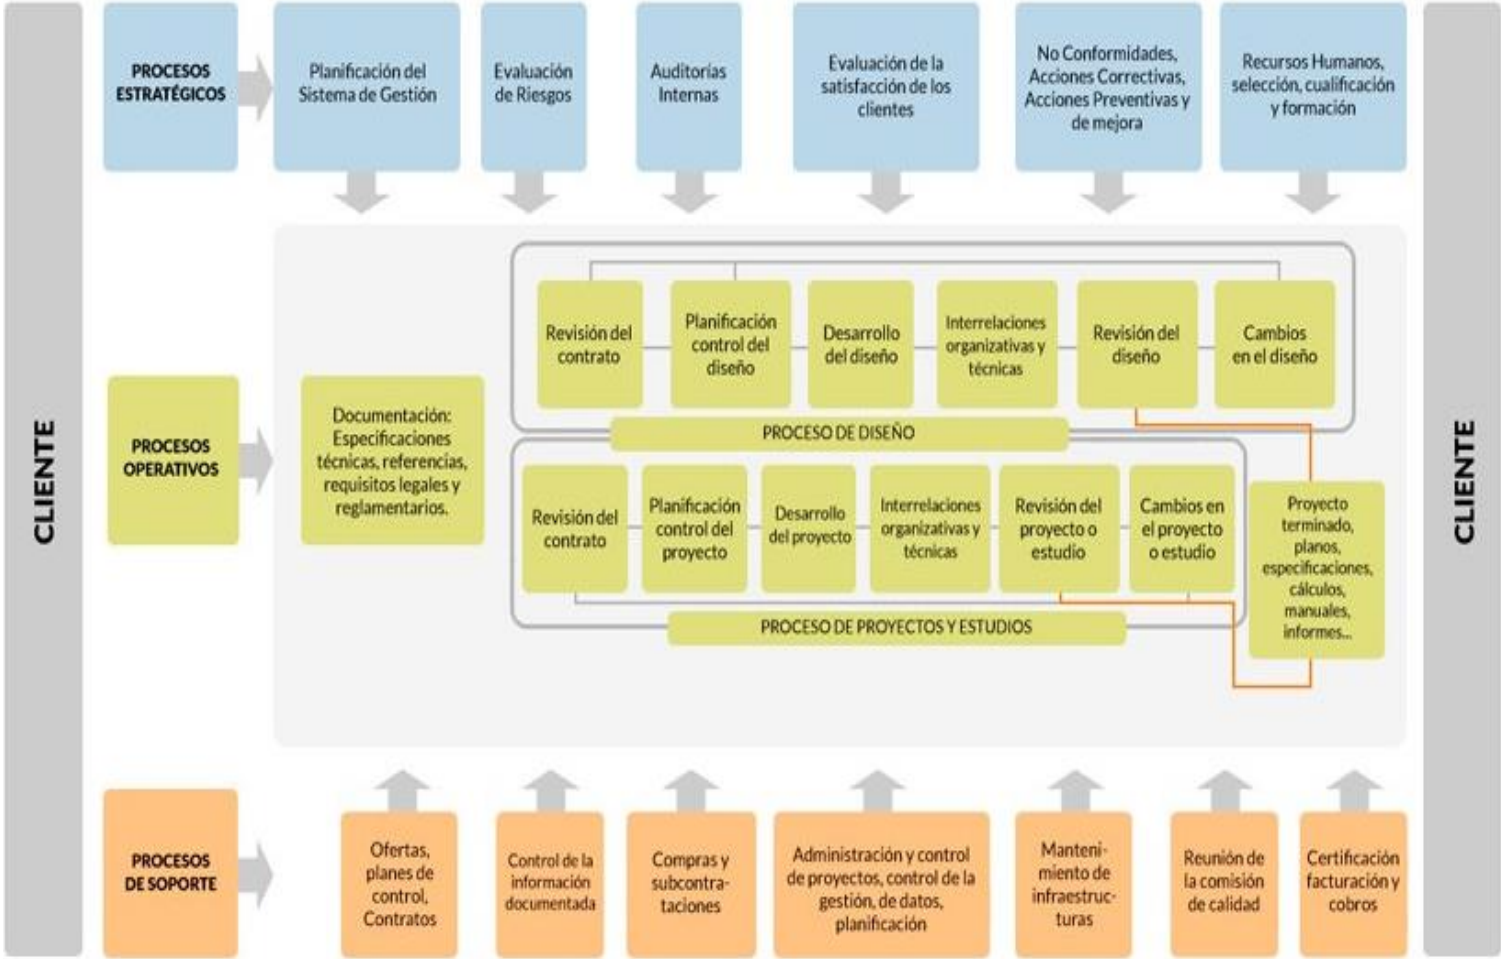 CLIENTE
PROCESOS
ESTRATÉGICOS
Planificación del
Sistema de Gestión
Evaluación
de Riesgos
Auditorías
Internas
Evaluación de la
satisfacción de los
clientes
No Conformidades,
Acciones Correctivas,
Acciones Preventivas y
de mejora
Recursos Humanos,
selección, cualificación
y formación
PROCESOS
OPERATIVOS
Documentación:
Especificaciones
técnicas, referencias,
requisitos legales y
reglamentarios.
Revisión del
contrato
Planificación
control del
diseño
Desarrollo
del diseño
Interrelaciones
organizativas y
técnicas
Revisión del
diseño
Cambios
en el diseño
PROCESO DE DISEÑO
Revisión del
contrato
Planificación
control del
proyecto
Desarrollo
del proyecto
Interrelaciones
organizativas y
técnicas
Revisión del
proyecto o
estudio
Cambios en
el proyecto
o estudio
PROCESO DE PROYECTOS Y ESTUDIOS
Proyecto
terminado,
planos,
especificaciones,
cálculos,
manuales,
informes...
PROCESOS
DE SOPORTE
Ofertas,
planes de
control,
Contratos
Control de la
información
documentada
Compras y
subcontra-
taciones
Administración y control
de proyectos, control de la
gestión, de datos,
planificación
Manteni-
miento de
infraestruc-
turas
Reunión de
la comisión
de calidad
Certificación
facturación y
cobros
CLIENTE